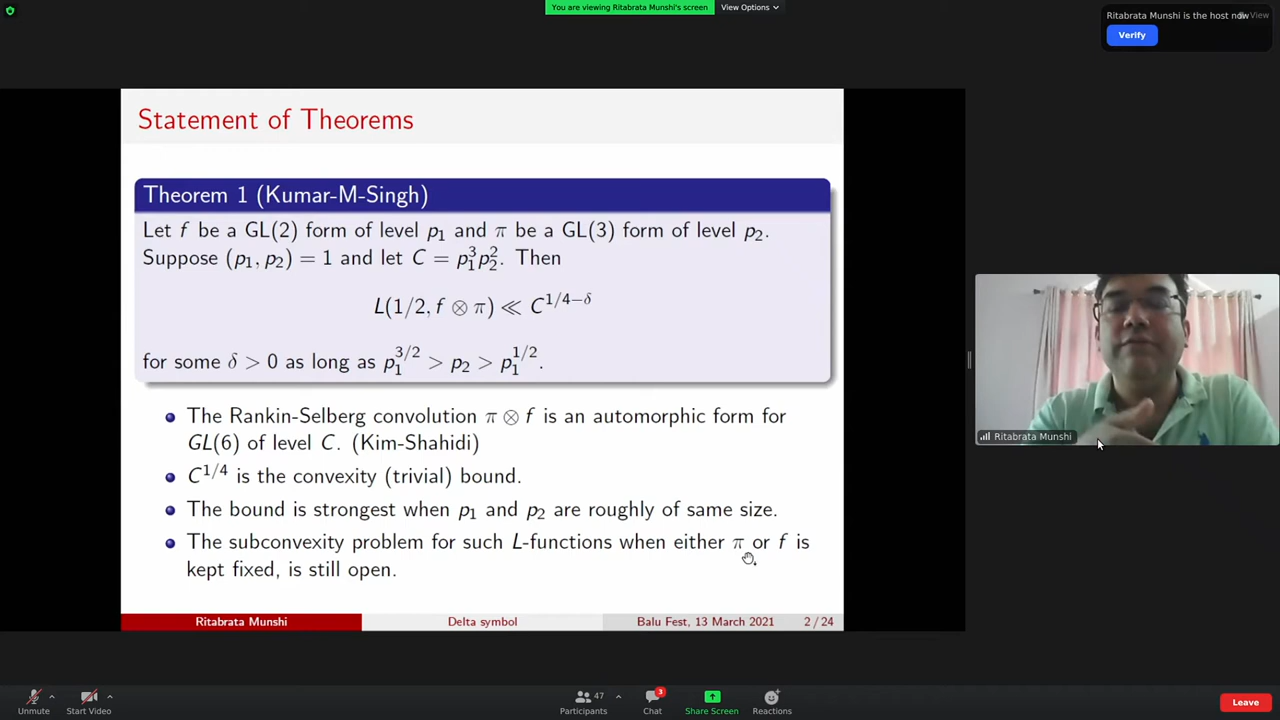 You are viewing Ritabrata Munshi's screen
View Options
Ritabrata Munshi is the host now
View
Verify
Statement of Theorems
Theorem 1 (Kumar-M-Singh)
Let f be a GL(2) form of level p₁ and π be a GL(3) form of level p₂.
Suppose (p₁, p₂) = 1 and let C = p₁³p₂². Then
L(1/2, f ⊗ π) ≪ C^{1/4−δ}
for some δ > 0 as long as p₁^{3/2} > p₂ > p₁^{1/2}.
The Rankin-Selberg convolution π ⊗ f is an automorphic form for
GL(6) of level C. (Kim-Shahidi)
C^{1/4} is the convexity (trivial) bound.
The bound is strongest when p₁ and p₂ are roughly of same size.
The subconvexity problem for such L-functions when either π or f is
kept fixed, is still open.
Ritabrata Munshi
Delta symbol
Balu Fest, 13 March 2021
2 / 24
Ritabrata Munshi
Unmute
Start Video
47
Participants
3
Chat
Share Screen
Reactions
Leave